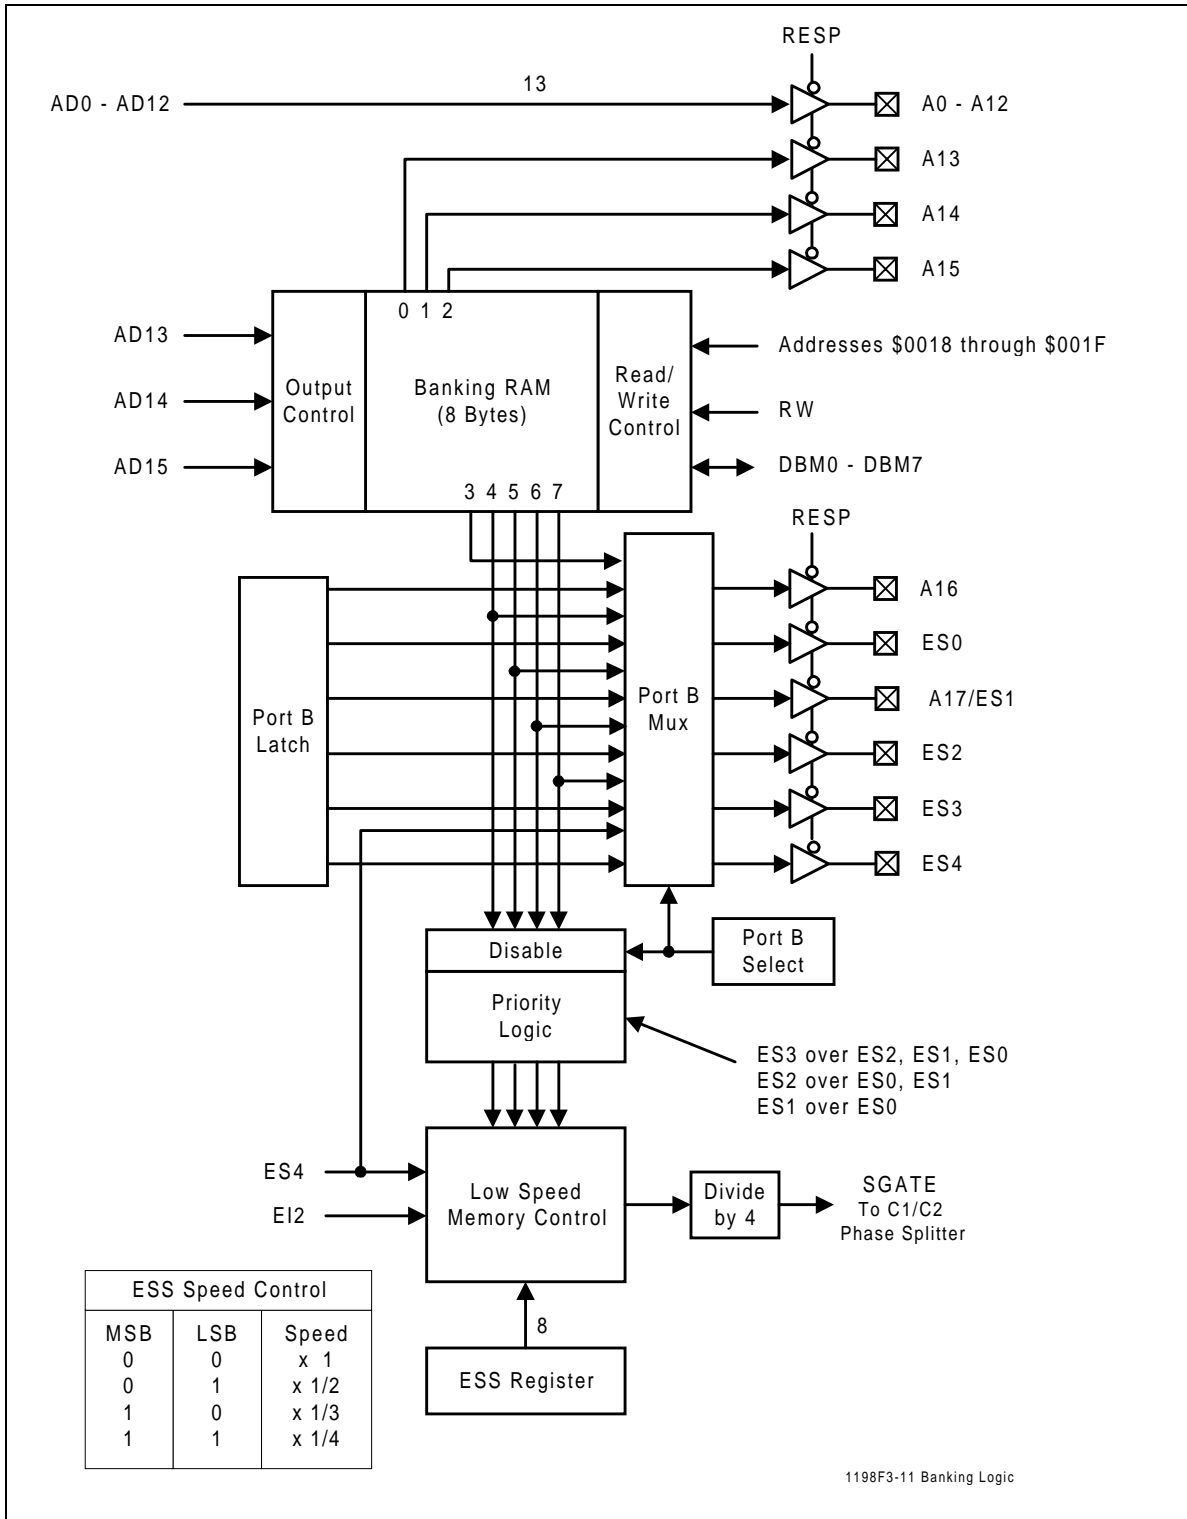 RESP
13
AD0 - AD12
A0 - A12
A13
A14
A15
0 1 2
AD13
AD14
AD15
Output
Control
Banking RAM
(8 Bytes)
Read/
Write
Control
Addresses $0018 through $001F
RW
DBM0 - DBM7
3 4 5 6 7
RESP
Port B
Latch
Port B
Mux
A16
ES0
A17/ES1
ES2
ES3
ES4
Disable
Port B
Select
Priority
Logic
ES3 over ES2, ES1, ES0
ES2 over ES0, ES1
ES1 over ES0
ES4
EI2
Low Speed
Memory Control
Divide
by 4
SGATE
To C1/C2
Phase Splitter
8
ESS Register
ESS Speed Control
MSB LSB Speed
0 0 x 1
0 1 x 1/2
1 0 x 1/3
1 1 x 1/4
1198F3-11 Banking Logic